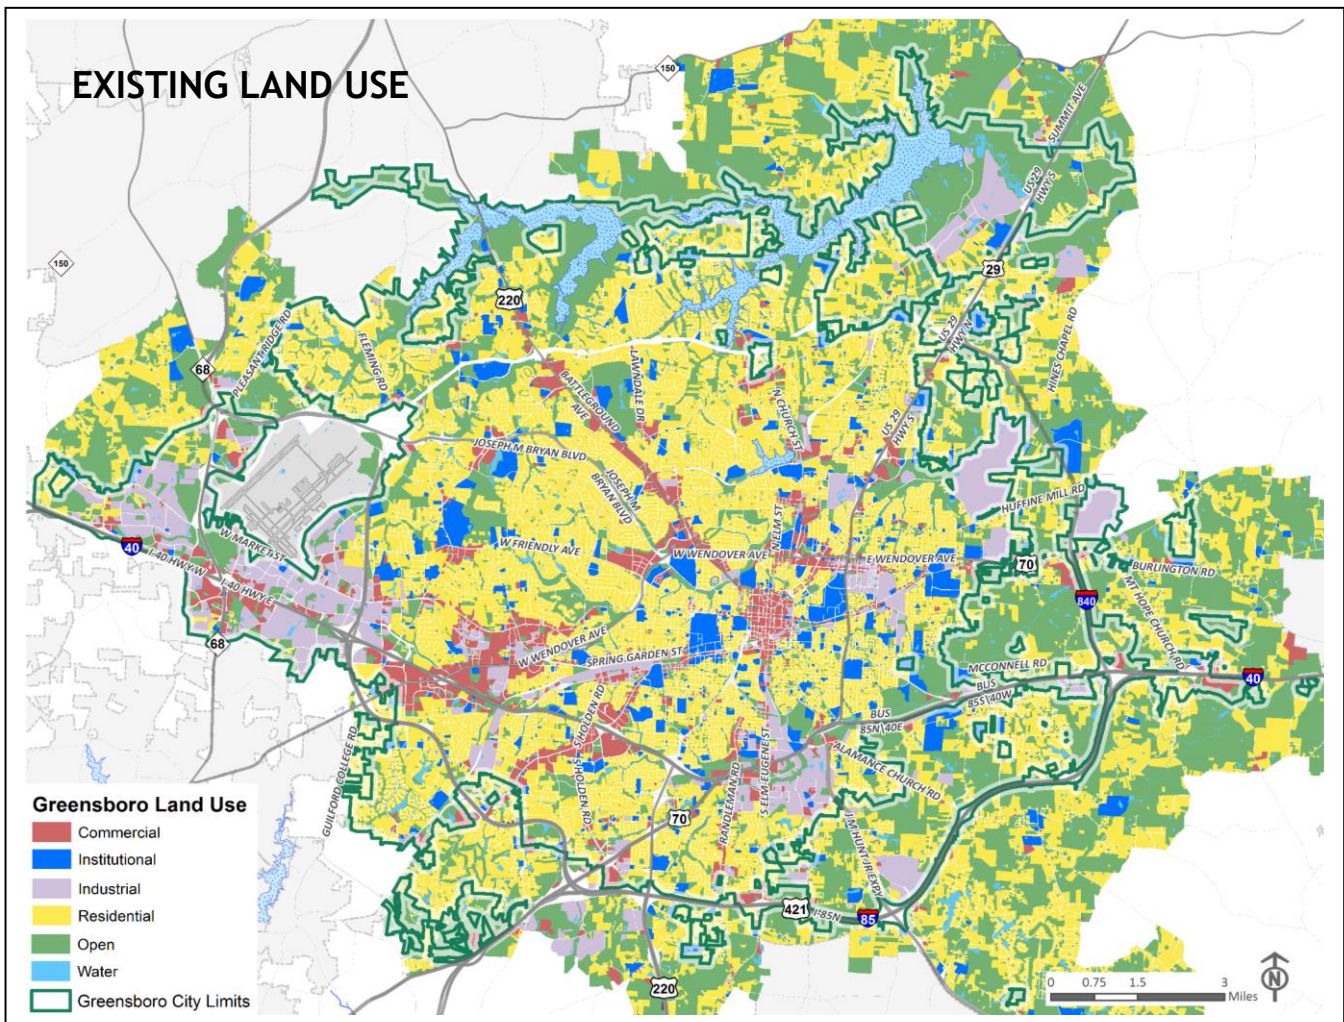 EXISTING LAND USE
150
150
SUMMIT AVE
US 29
HWY S
29
220
PLEASANT RIDGE RD
FLEMING RD
68
US 29
HWY N
HINES CHAPEL RD
BATTLEGROUND
AVE
LAWNDALE DR
N CHURCH ST
US 29
HWY S
JOSEPH M BRYAN BLVD
JOSEPH M
BRYAN BLVD
HUFFINE MILL RD
40
I-40 HWY W
W MARKET ST
I-40 HWY E
W FRIENDLY AVE
W WENDOVER AVE
N ELM ST
E WENDOVER AVE
70
BURLINGTON RD
840
MT HOPE CHURCH RD
68
W WENDOVER AVE
SPRING GARDEN ST
MCCONNELL RD
40
BUS
85S\40W
BUS
85N\40E
GUILFORD COLLEGE RD
S HOLDEN RD
S HOLDEN RD
RANDLEMAN RD
S ELM-EUGENE ST
ALAMANCE CHURCH RD
70
JIM HUNT JR EXPY
421
I-85N
85
220
Greensboro Land Use
Commercial
Institutional
Industrial
Residential
Open
Water
Greensboro City Limits
0 0.75 1.5 3
Miles
N